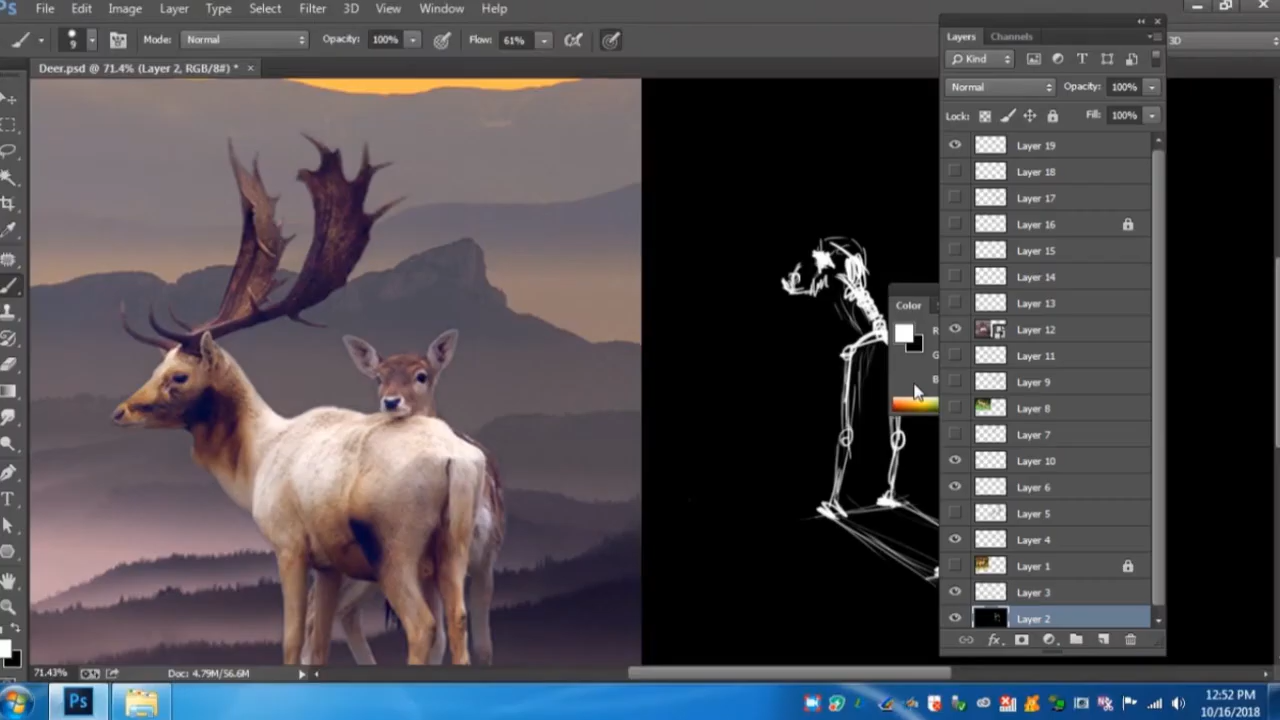 Ps File Edit Image Layer Type Select Filter 3D View Window Help
9 Mode: Normal Opacity: 100% Flow: 61% 3D
Deer.psd @ 71.4% (Layer 2, RGB/8#) * ×
Layers Channels
Kind
Normal Opacity: 100%
Lock: Fill: 100%
Layer 19
Layer 18
Layer 17
Layer 16
Layer 15
Layer 14
Layer 13
Layer 12
Layer 11
Layer 9
Layer 8
Layer 7
Layer 10
Layer 6
Layer 5
Layer 4
Layer 1
Layer 3
Layer 2
fx
Color
R
G
B
71.43% Doc: 4.79M/56.6M
Ps
12:52 PM
10/16/2018